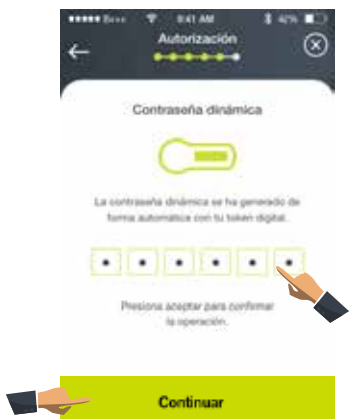 9:41 AM
42%
Autorización
Contraseña dinámica
La contraseña dinámica se ha generado de
forma automática con tu token digital.
Presiona aceptar para confirmar
la operación.
Continuar